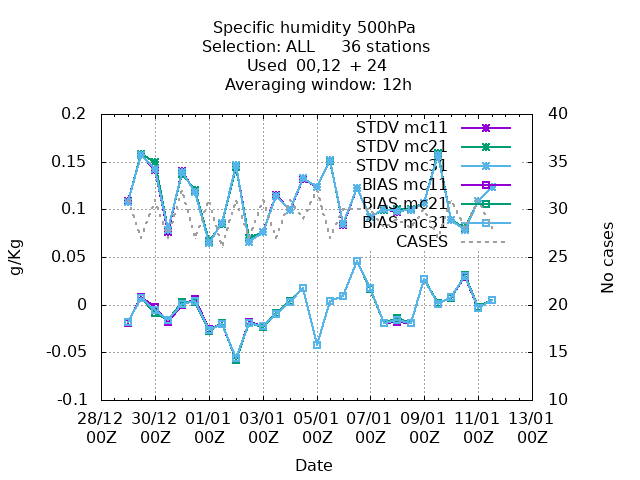 Specific humidity 500hPa
Selection: ALL 36 stations
Used 00,12 + 24
Averaging window: 12h
0.2
0.15
0.1
0.05
0
-0.05
-0.1
g/Kg
STDV mc11
STDV mc21
STDV mc31
BIAS mc11
BIAS mc21
BIAS mc31
CASES
40
35
30
25
20
15
10
No cases
28/12 30/12 01/01 03/01 05/01 07/01 09/01 11/01 13/01
00Z 00Z 00Z 00Z 00Z 00Z 00Z 00Z 00Z
Date